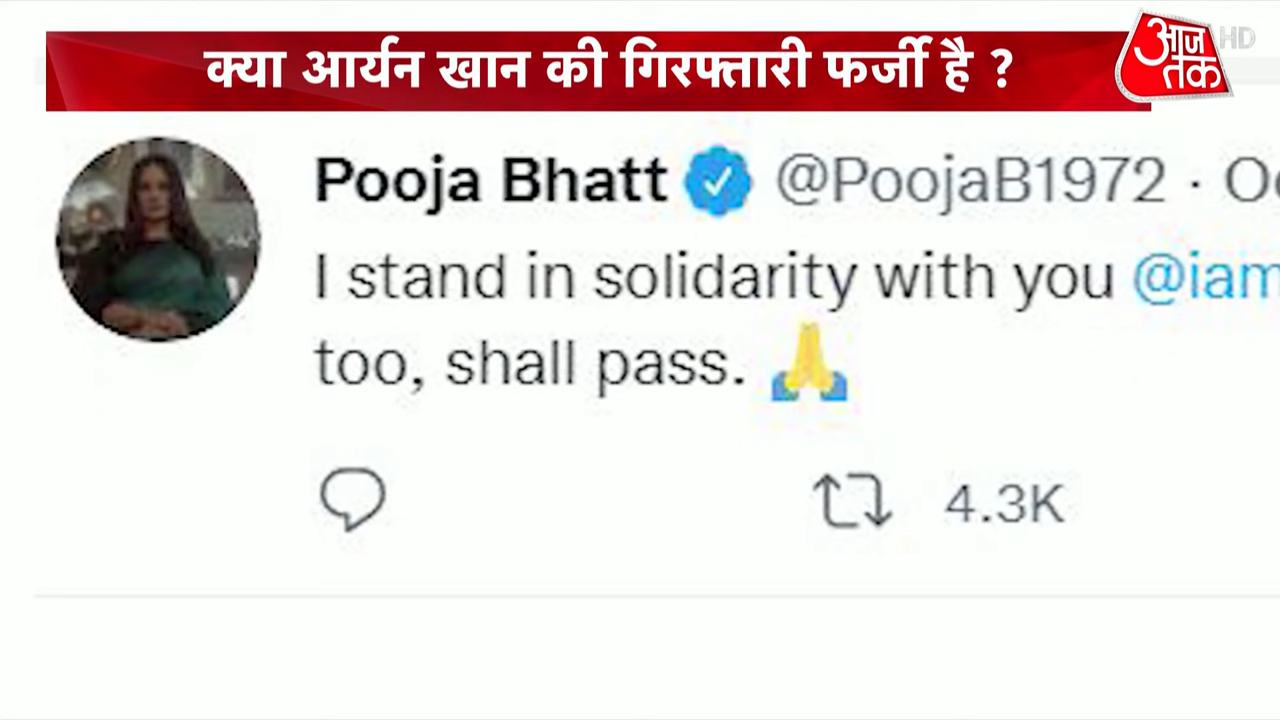 क्या आर्यन खान की गिरफ्तारी फर्जी है ?
आज तक HD
Pooja Bhatt @PoojaB1972 ·
I stand in solidarity with you @iam
too, shall pass. 🙏
4.3K